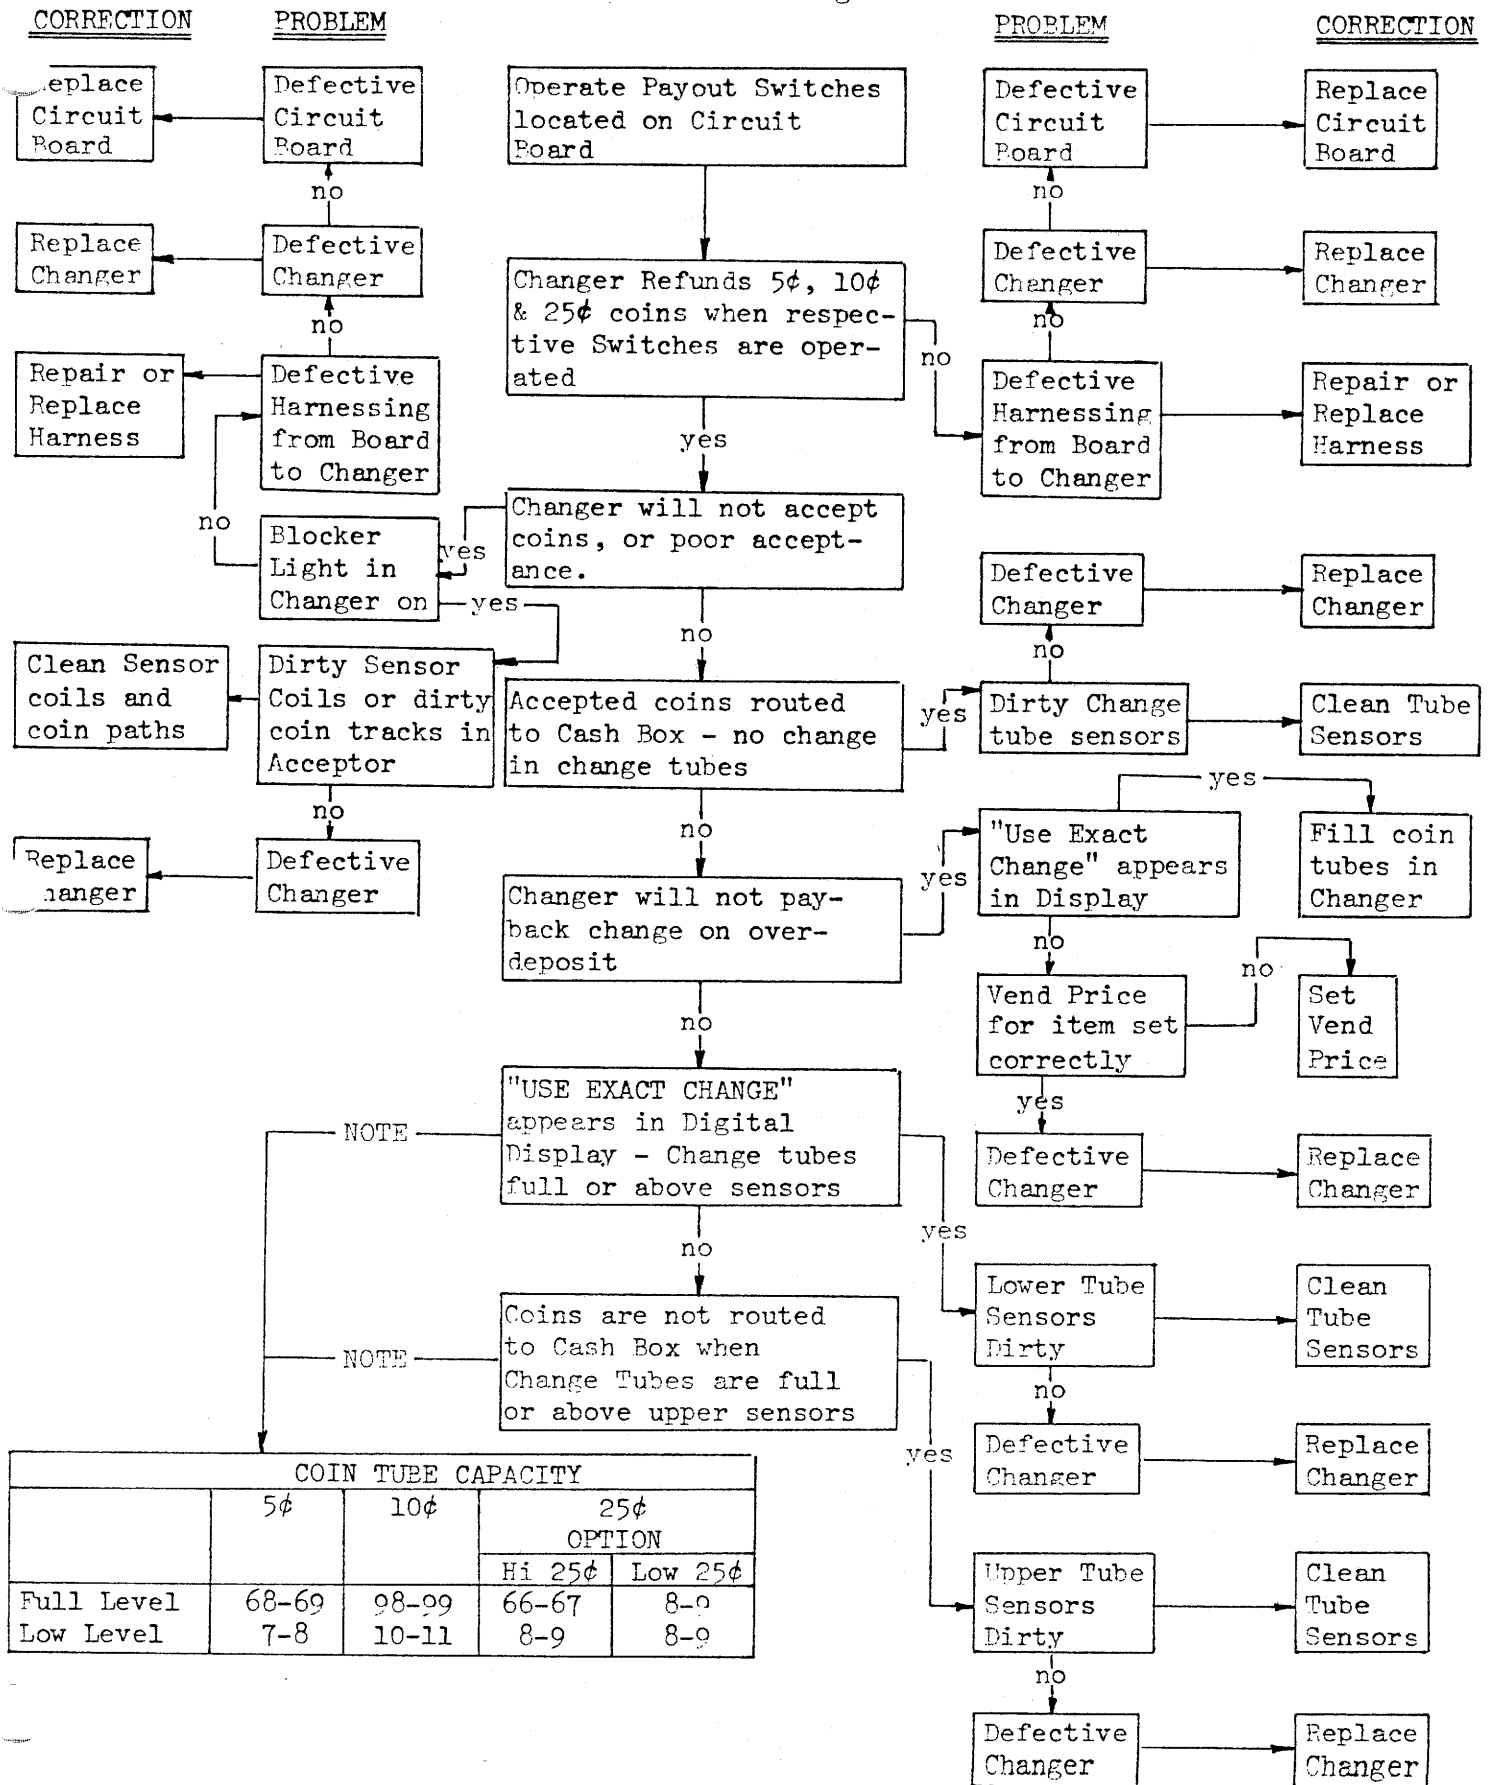 CORRECTION
PROBLEM
PROBLEM
CORRECTION
eplace
Circuit
Board
Defective
Circuit
Board
Operate Payout Switches
located on Circuit
Board
Defective
Circuit
Board
Replace
Circuit
Board
no
no
Replace
Changer
Defective
Changer
Changer Refunds 5¢, 10¢
& 25¢ coins when respec-
tive Switches are oper-
ated
Defective
Changer
Replace
Changer
no
no
no
Repair or
Replace
Harness
Defective
Harnessing
from Board
to Changer
yes
Defective
Harnessing
from Board
to Changer
Repair or
Replace
Harness
no
Blocker
Light in
Changer on
yes
yes
Changer will not accept
coins, or poor accept-
ance.
Defective
Changer
Replace
Changer
no
no
Clean Sensor
coils and
coin paths
Dirty Sensor
Coils or dirty
coin tracks in
Acceptor
Accepted coins routed
to Cash Box - no change
in change tubes
yes
Dirty Change
tube sensors
Clean Tube
Sensors
no
no
yes
Replace
hanger
Defective
Changer
Changer will not pay-
back change on over-
deposit
yes
"Use Exact
Change" appears
in Display
Fill coin
tubes in
Changer
no
no
no
Vend Price
for item set
correctly
Set
Vend
Price
yes
NOTE
"USE EXACT CHANGE"
appears in Digital
Display - Change tubes
full or above sensors
Defective
Changer
Replace
Changer
yes
no
Lower Tube
Sensors
Dirty
Clean
Tube
Sensors
NOTE
Coins are not routed
to Cash Box when
Change Tubes are full
or above upper sensors
no
yes
Defective
Changer
Replace
Changer
COIN TUBE CAPACITY
5¢ 10¢ 25¢
OPTION
Hi 25¢ Low 25¢
Full Level 68-69 98-99 66-67 8-9
Low Level 7-8 10-11 8-9 8-9
Upper Tube
Sensors
Dirty
Clean
Tube
Sensors
no
Defective
Changer
Replace
Changer